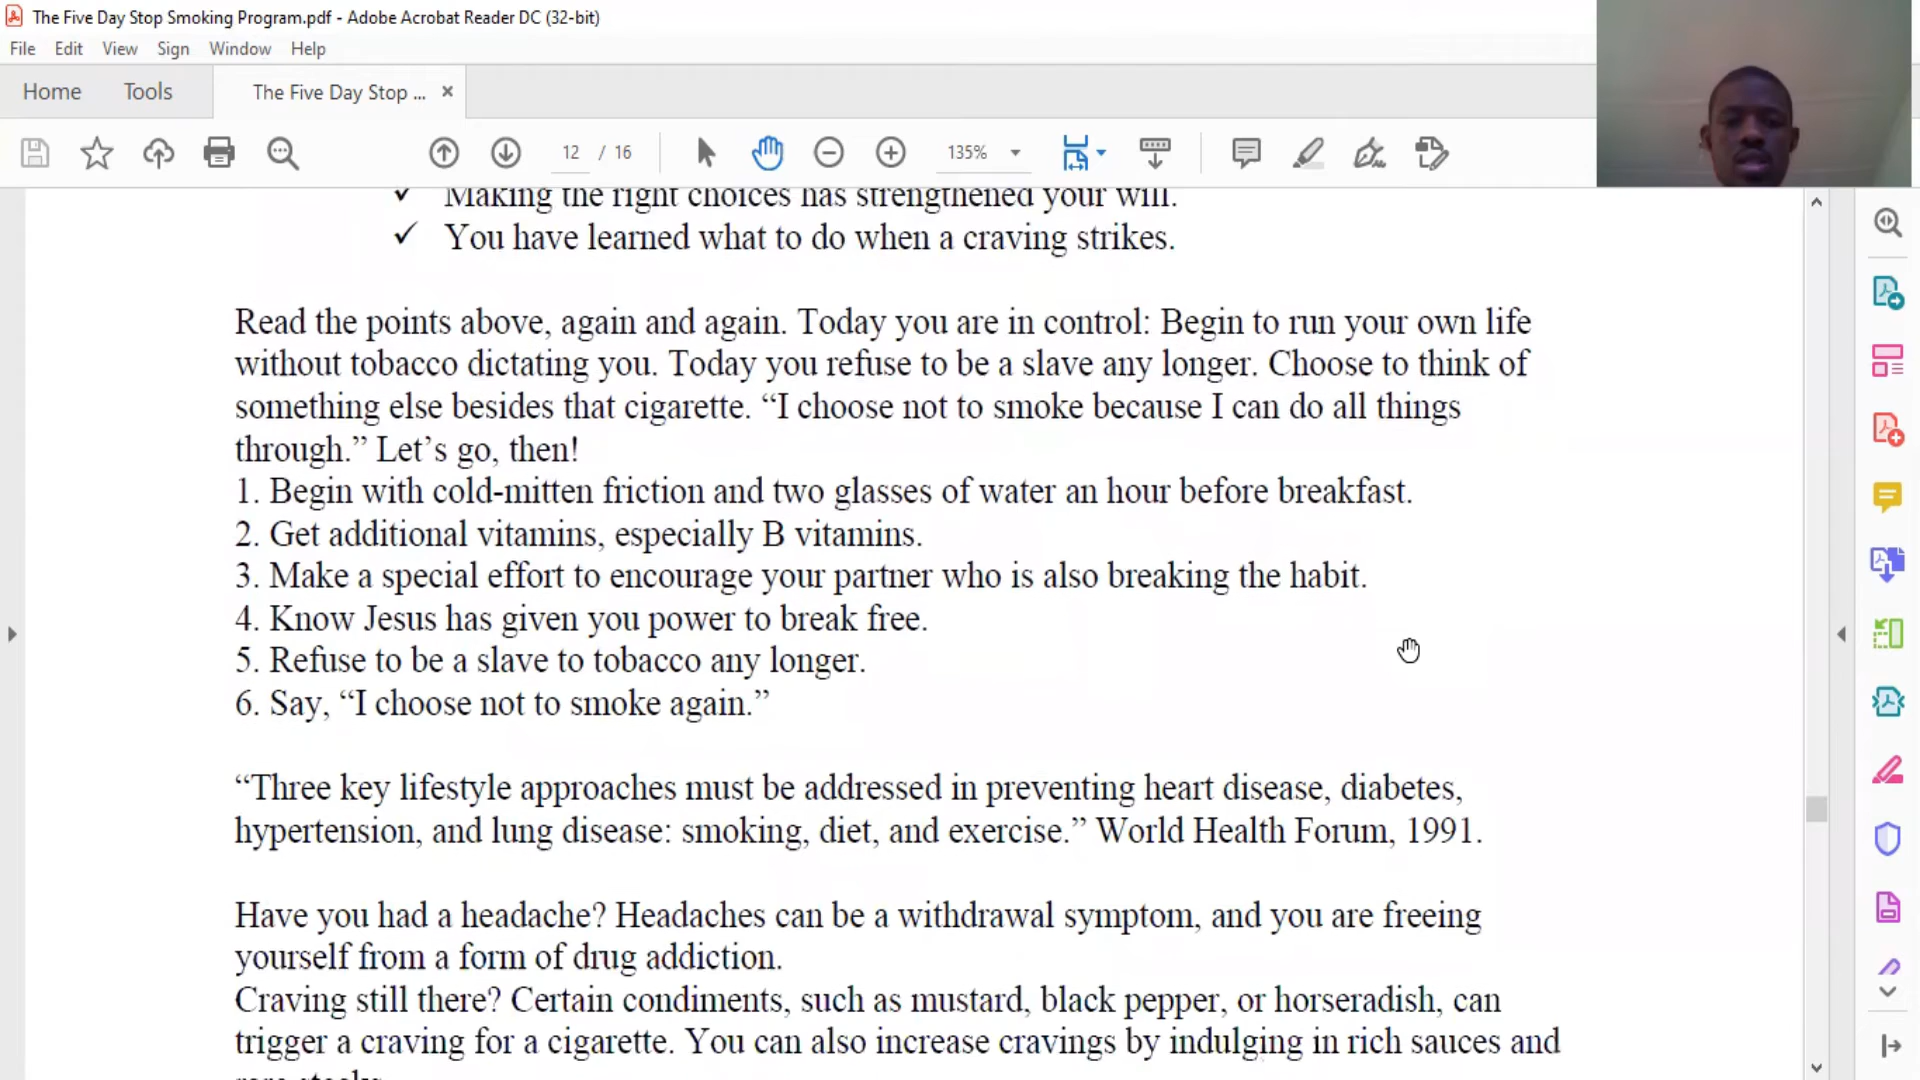 The Five Day Stop Smoking Program.pdf - Adobe Acrobat Reader DC (32-bit)
File Edit View Sign Window Help
Home Tools The Five Day Stop ... ×
12 / 16 135%
✓ Making the right choices has strengthened your will.
✓ You have learned what to do when a craving strikes.
Read the points above, again and again. Today you are in control: Begin to run your own life
without tobacco dictating you. Today you refuse to be a slave any longer. Choose to think of
something else besides that cigarette. “I choose not to smoke because I can do all things
through.” Let’s go, then!
1. Begin with cold-mitten friction and two glasses of water an hour before breakfast.
2. Get additional vitamins, especially B vitamins.
3. Make a special effort to encourage your partner who is also breaking the habit.
4. Know Jesus has given you power to break free.
5. Refuse to be a slave to tobacco any longer.
6. Say, “I choose not to smoke again.”
“Three key lifestyle approaches must be addressed in preventing heart disease, diabetes,
hypertension, and lung disease: smoking, diet, and exercise.” World Health Forum, 1991.
Have you had a headache? Headaches can be a withdrawal symptom, and you are freeing
yourself from a form of drug addiction.
Craving still there? Certain condiments, such as mustard, black pepper, or horseradish, can
trigger a craving for a cigarette. You can also increase cravings by indulging in rich sauces and